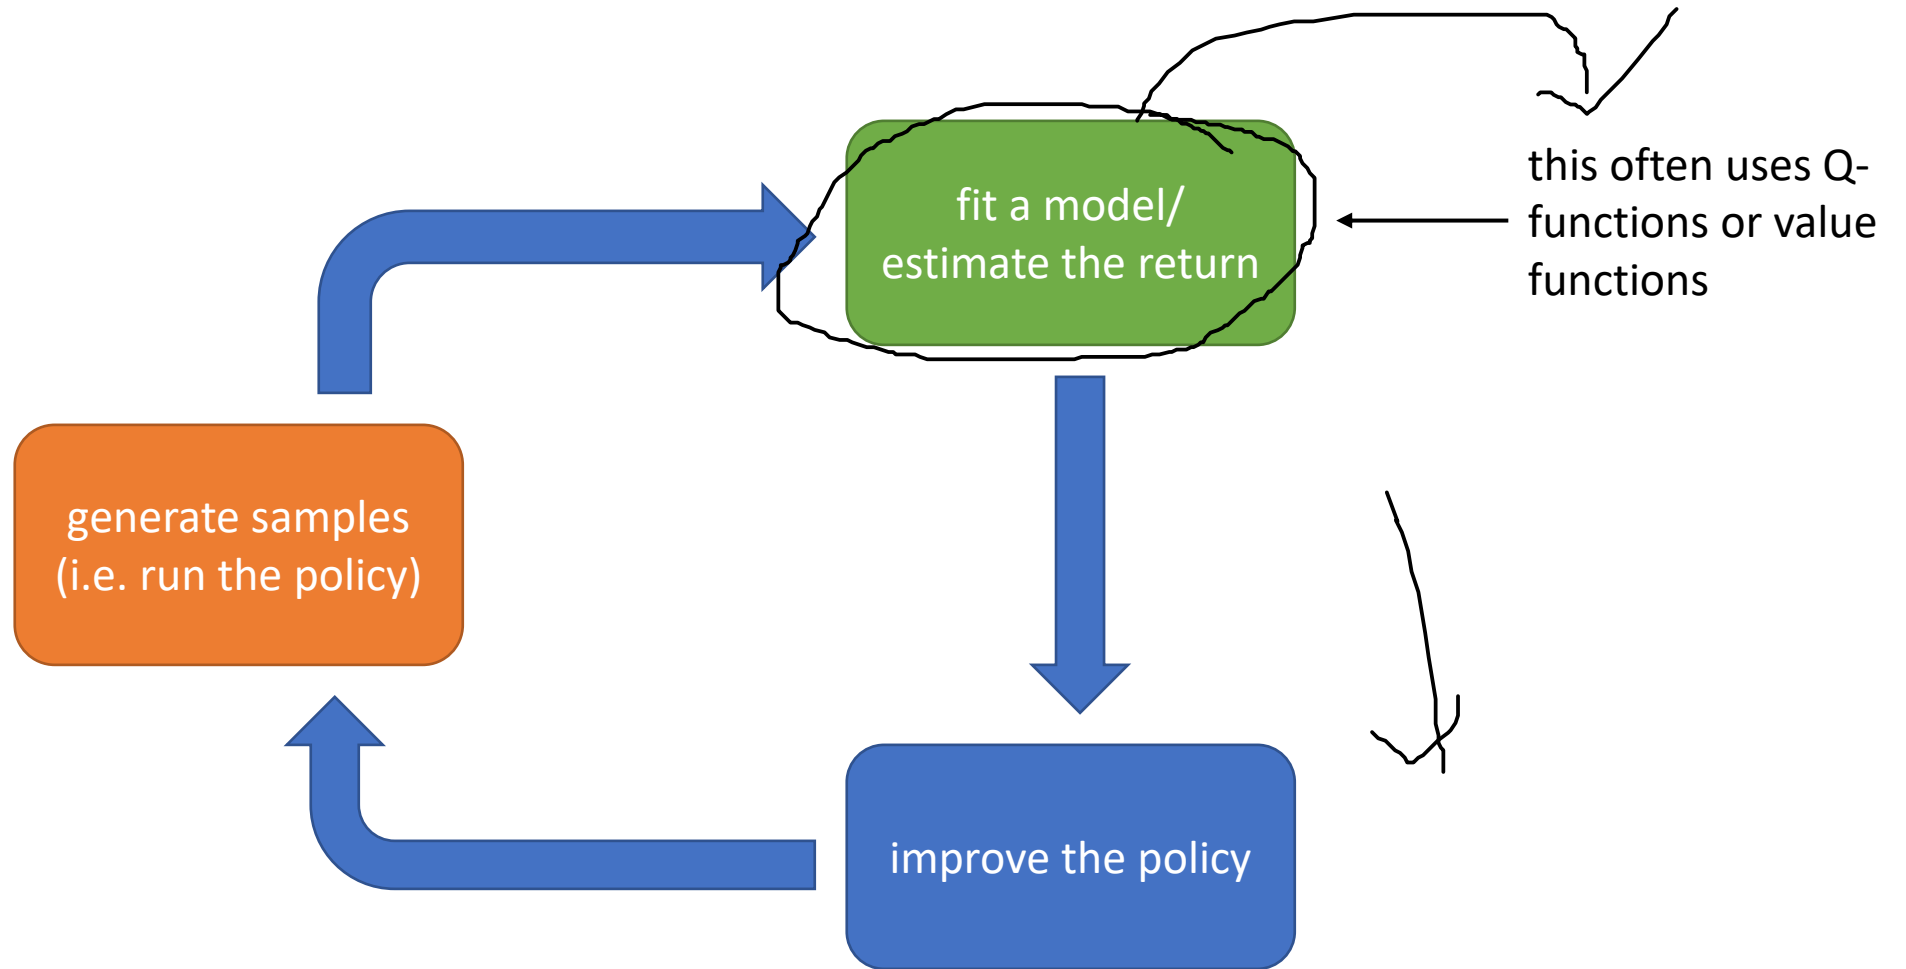 fit a model/
estimate the return
this often uses Q-
functions or value
functions
generate samples
(i.e. run the policy)
improve the policy